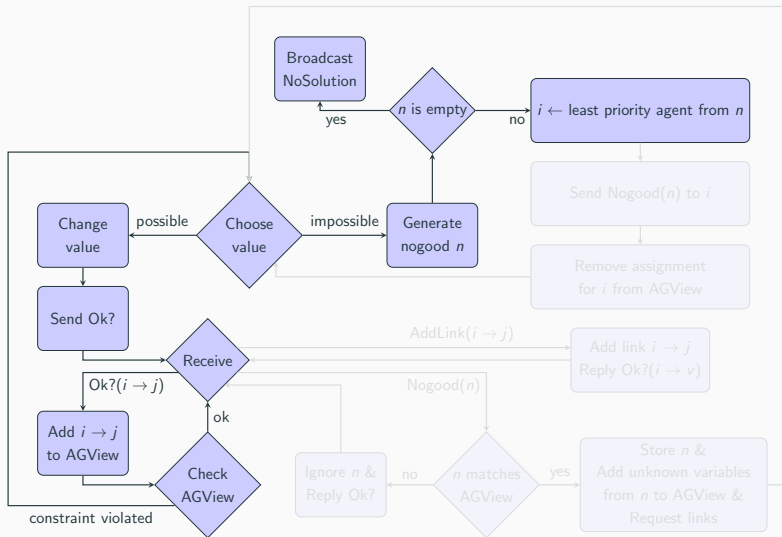 Broadcast
NoSolution
n is empty
yes
no
i ← least priority agent from n
Send Nogood(n) to i
Change
value
possible
Choose
value
impossible
Generate
nogood n
Remove assignment
for i from AGView
Send Ok?
Receive
AddLink(i → j)
Add link i → j
Reply Ok?(i → v)
Ok?(i → j)
Nogood(n)
ok
Add i → j
to AGView
Check
AGView
Ignore n &
Reply Ok?
no
n matches
AGView
yes
Store n &
Add unknown variables
from n to AGView &
Request links
constraint violated